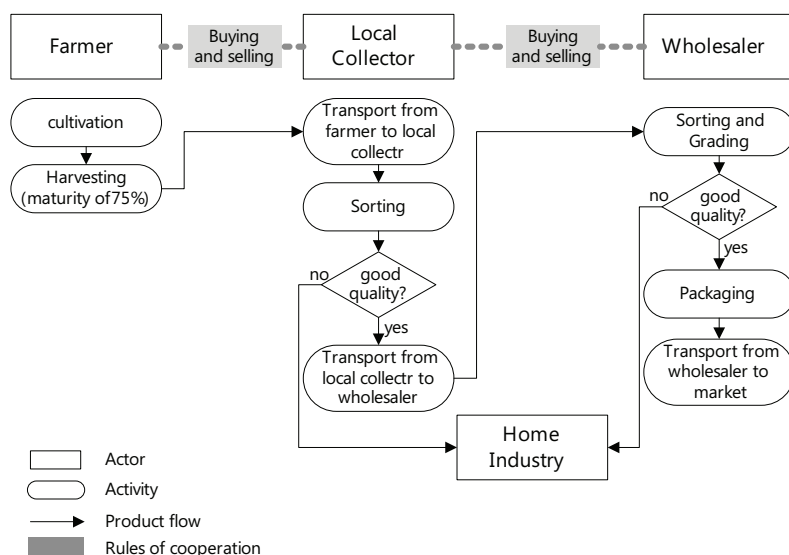 Farmer
Buying
and selling
Local
Collector
Buying
and selling
Wholesaler
cultivation
Harvesting
(maturity of 75%)
Transport from
farmer to local
collectr
Sorting
no
good
quality?
yes
Transport from
local collectr to
wholesaler
Sorting and
Grading
no
good
quality?
yes
Packaging
Transport from
wholesaler to
market
Home
Industry
Actor
Activity
Product flow
Rules of cooperation